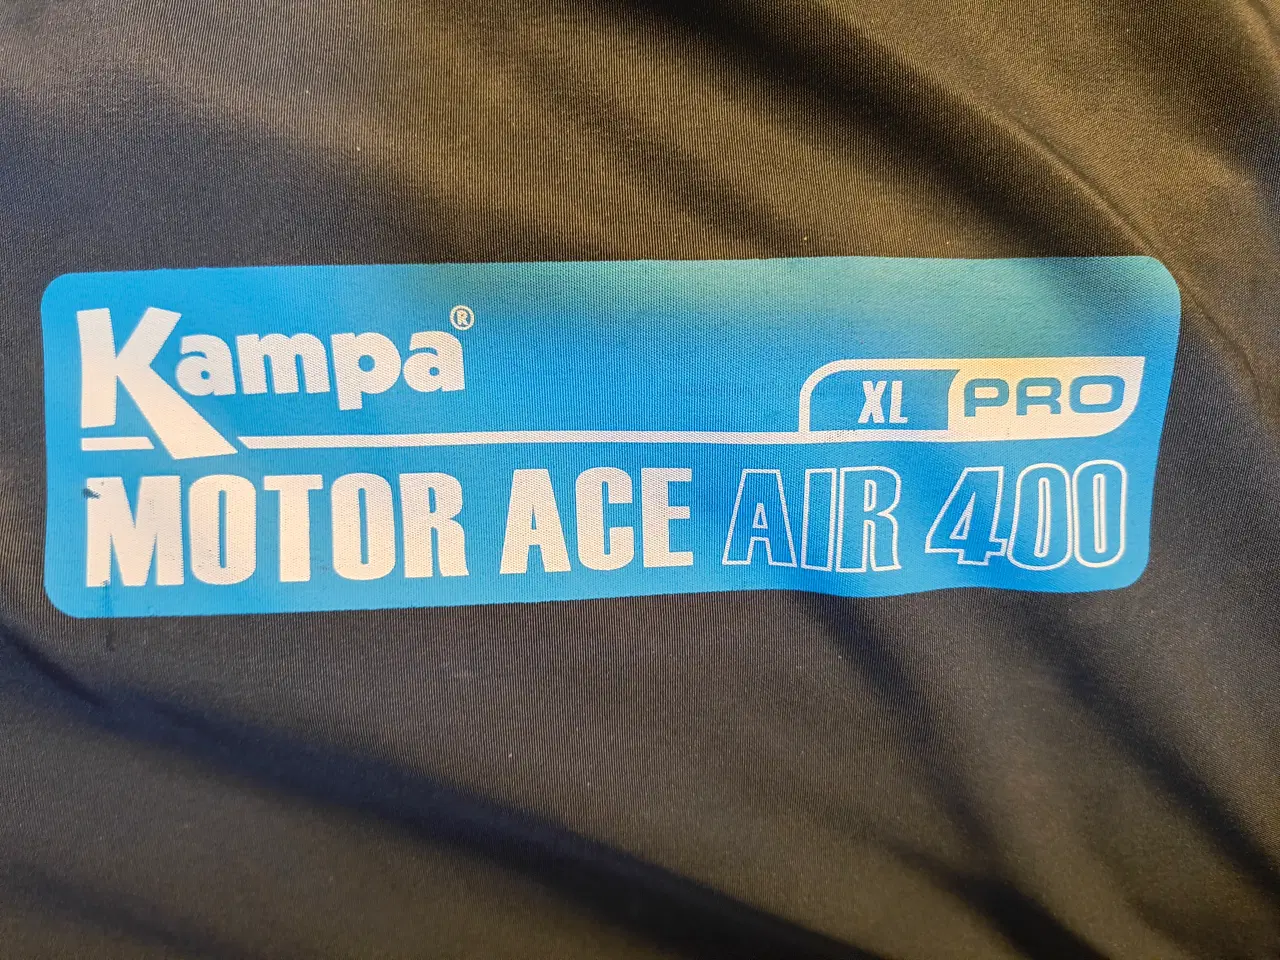 Kampa®
XL PRO
MOTOR ACE AIR 400